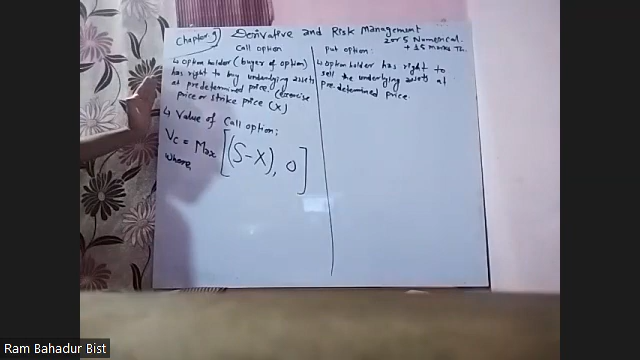 Chapter-9 Derivative and Risk Management
2 or 5 Numerical
+ 15 Marks Th.
Call option
↳ option holder (buyer of option)
has right to buy underlying assets
at predetermined price (exercise
price or strike price (X)
↳ Value of Call option;
Vc = Max [(S-X), 0]
where,
put option:
↳ option holder has right to
sell the underlying assets at
predetermined price.
Ram Bahadur Bist